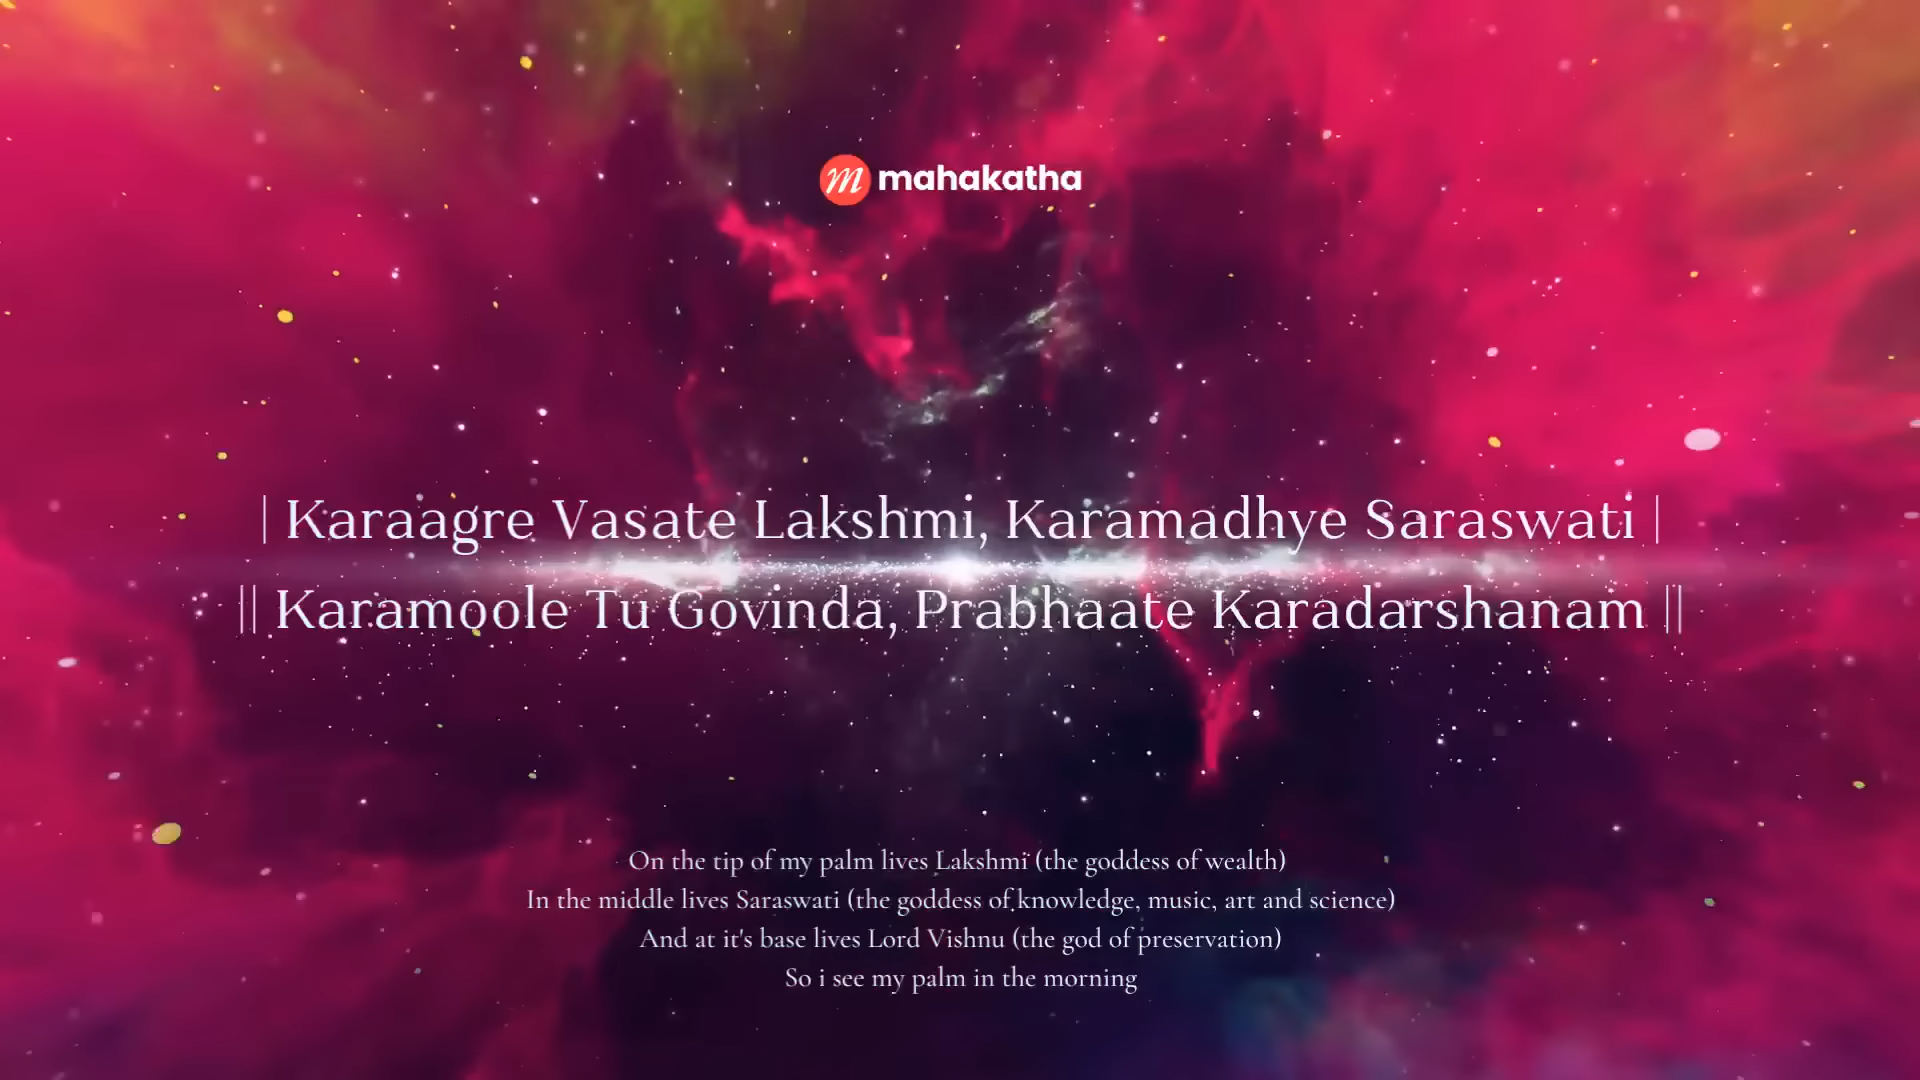 m mahakatha
| Karaagre Vasate Lakshmi, Karamadhye Saraswati |
|| Karamoole Tu Govinda, Prabhaate Karadarshanam ||
On the tip of my palm lives Lakshmi (the goddess of wealth)
In the middle lives Saraswati (the goddess of knowledge, music, art and science)
And at it's base lives Lord Vishnu (the god of preservation)
So i see my palm in the morning